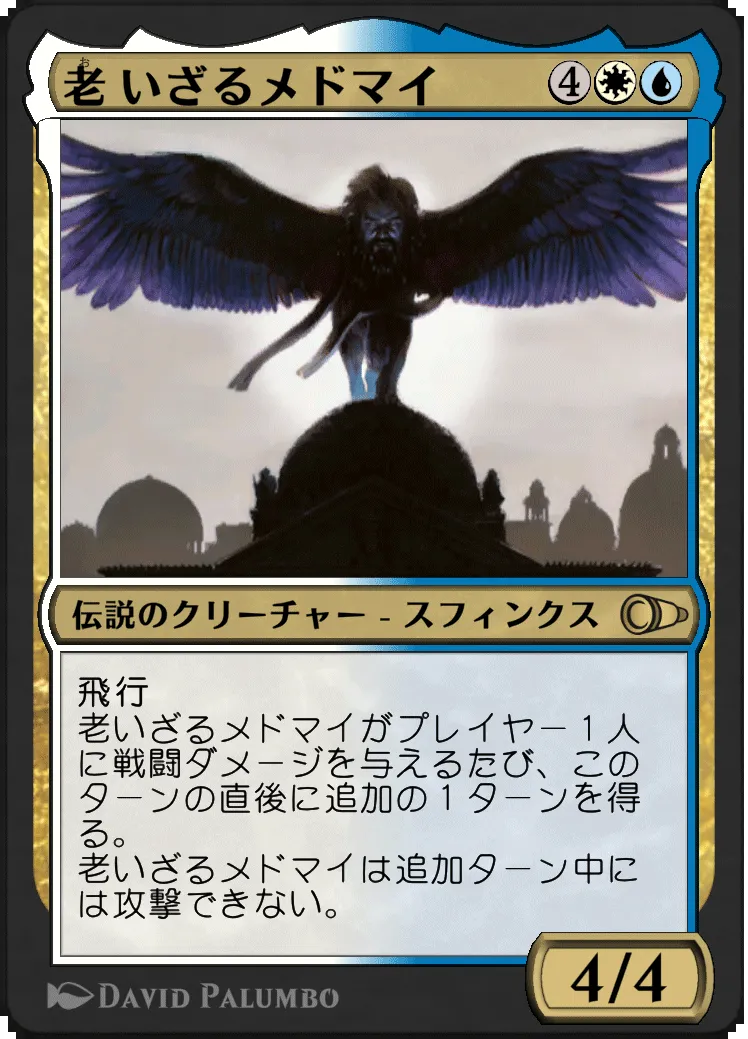 老いざるメドマイ 4
お
伝説のクリーチャー - スフィンクス
飛行
老いざるメドマイがプレイヤー1人
に戦闘ダメージを与えるたび、この
ターンの直後に追加の1ターンを得
る。
老いざるメドマイは追加ターン中に
は攻撃できない。
4/4
DAVID PALUMBO